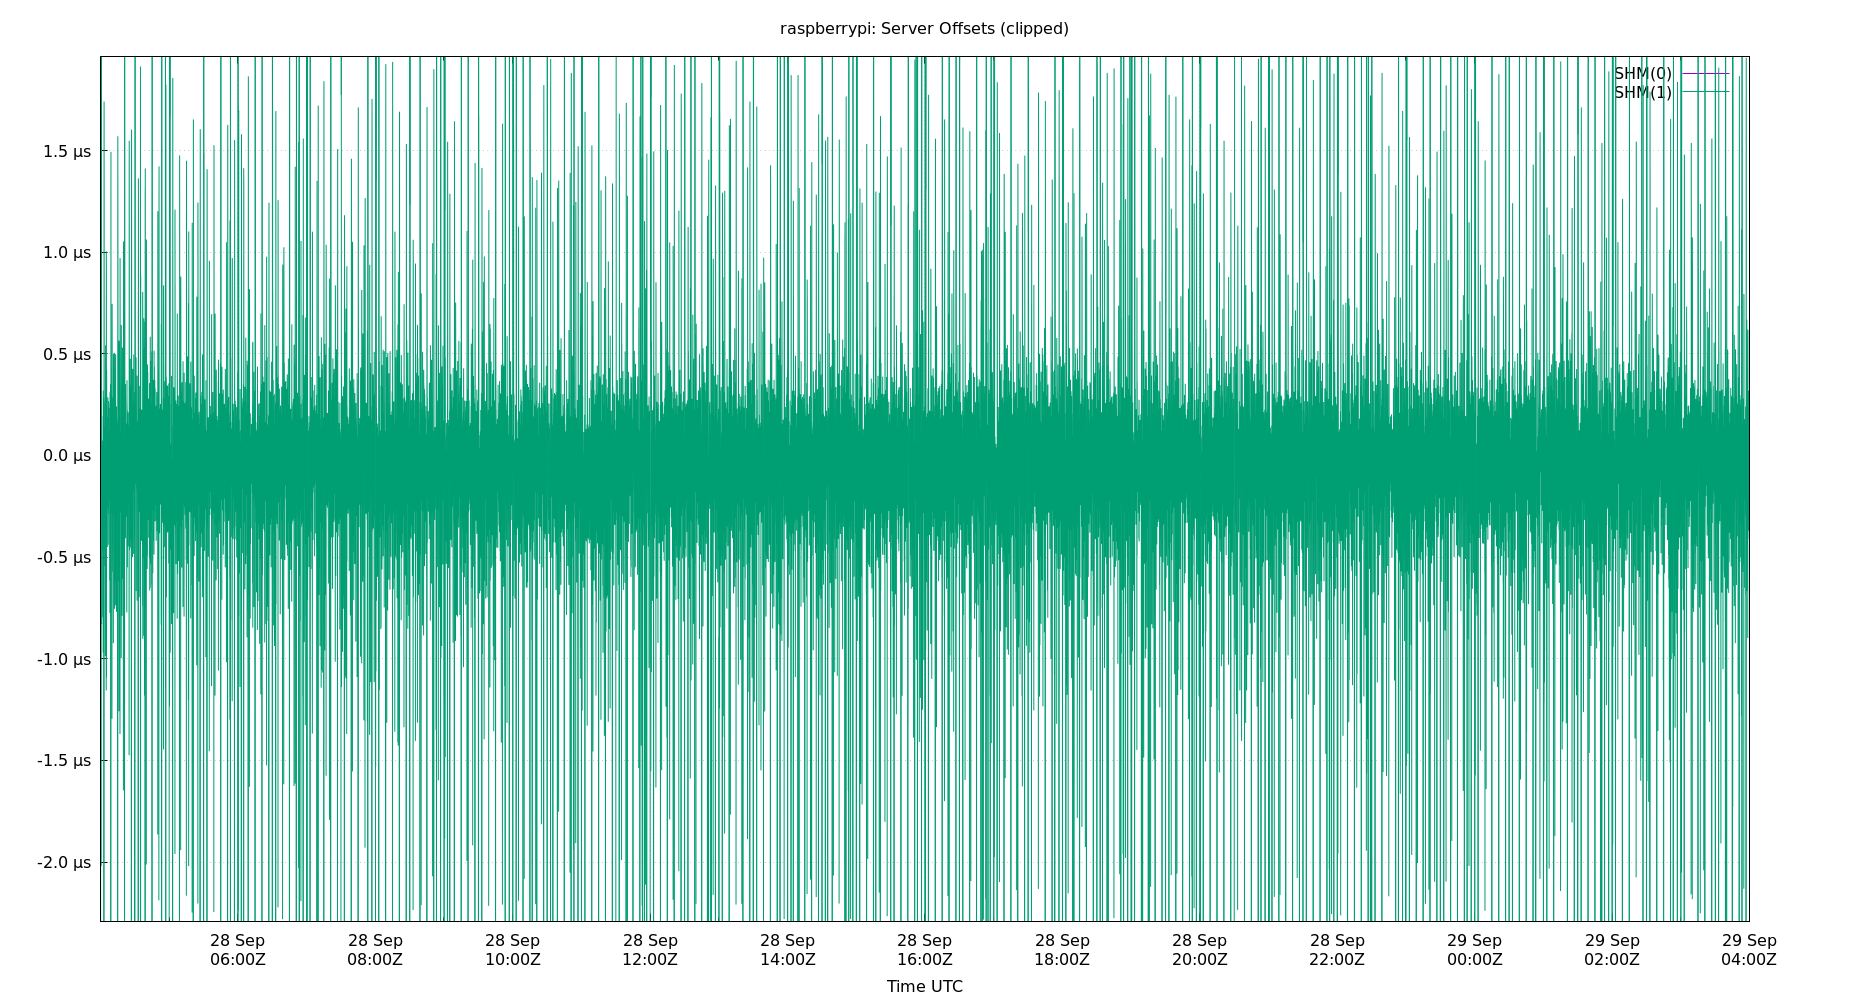 raspberrypi: Server Offsets (clipped)
SHM(0)
SHM(1)
1.5 µs
1.0 µs
0.5 µs
0.0 µs
-0.5 µs
-1.0 µs
-1.5 µs
-2.0 µs
28 Sep 28 Sep 28 Sep 28 Sep 28 Sep 28 Sep 28 Sep 28 Sep 28 Sep 29 Sep 29 Sep 29 Sep
06:00Z 08:00Z 10:00Z 12:00Z 14:00Z 16:00Z 18:00Z 20:00Z 22:00Z 00:00Z 02:00Z 04:00Z
Time UTC